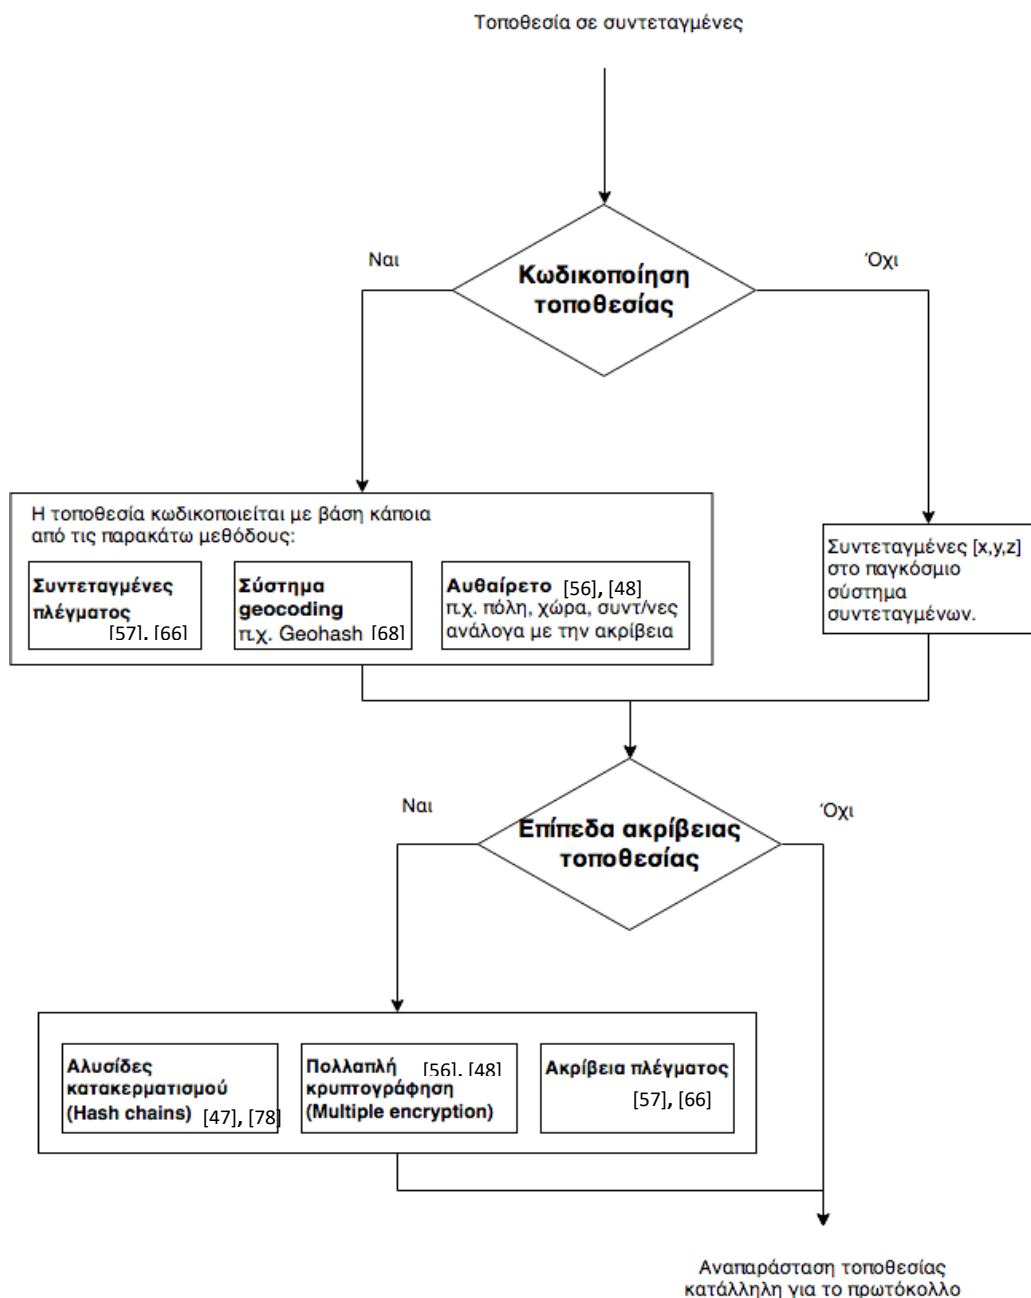 Τοποθεσία σε συντεταγμένες
Ναι
Όχι
Κωδικοποίηση
τοποθεσίας
Η τοποθεσία κωδικοποιείται με βάση κάποια
από τις παρακάτω μεθόδους:
Συντεταγμένες
πλέγματος
[57], [66]
Σύστημα
geocoding
π.χ. Geohash [68]
Αυθαίρετο [56], [48]
π.χ. πόλη, χώρα, συντ/νες
ανάλογα με την ακρίβεια
Συντεταγμένες [x,y,z]
στο παγκόσμιο
σύστημα
συντεταγμένων.
Ναι
Όχι
Επίπεδα ακρίβειας
τοποθεσίας
Αλυσίδες
κατακερματισμού
(Hash chains) [47], [78]
Πολλαπλή [56], [48]
κρυπτογράφηση
(Multiple encryption)
Ακρίβεια πλέγματος
[57], [66]
Αναπαράσταση τοποθεσίας
κατάλληλη για το πρωτόκολλο